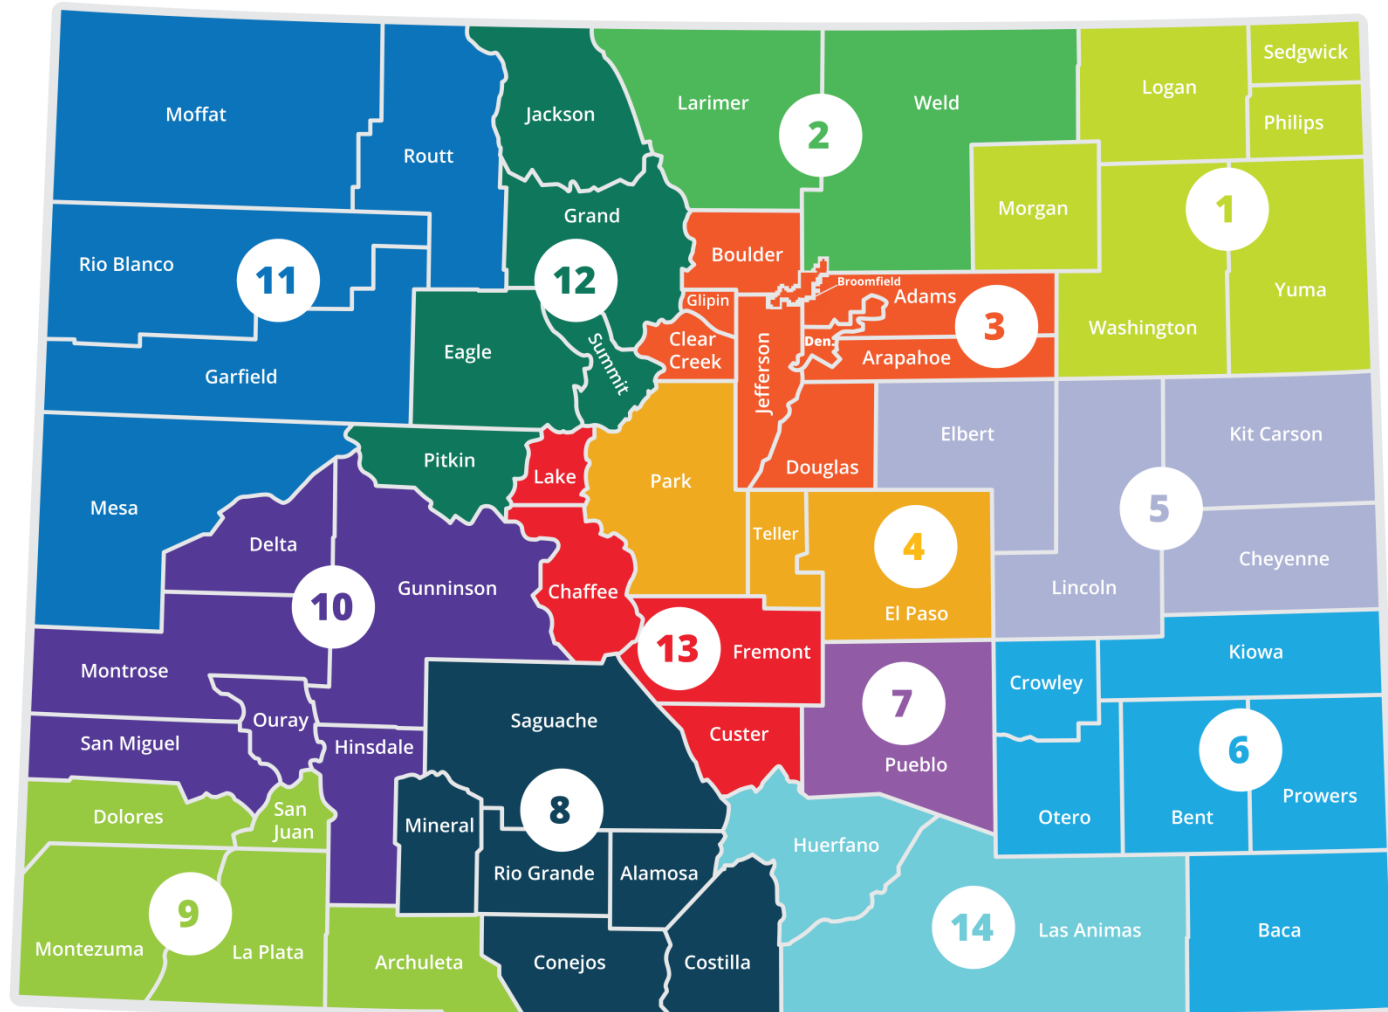 Moffat
Routt
Jackson
Larimer
Weld
Logan
Sedgwick
Philips
2
Morgan
1
Grand
Rio Blanco
11
12
Boulder
Glipin
Broomfield
Adams
3
Washington
Yuma
Clear
Creek
Den.
Arapahoe
Jefferson
Summit
Eagle
Garfield
Pitkin
Lake
Park
Douglas
Elbert
Kit Carson
Mesa
5
Delta
Gunninson
Teller
4
Cheyenne
Chaffee
Lincoln
10
El Paso
13
Fremont
Kiowa
Montrose
Crowley
7
Ouray
Saguache
San Miguel
Hinsdale
Custer
Pueblo
6
Dolores
San
Juan
Mineral
8
Otero
Bent
Prowers
Huerfano
Rio Grande
Alamosa
9
Montezuma
La Plata
Archuleta
Conejos
Costilla
14
Las Animas
Baca